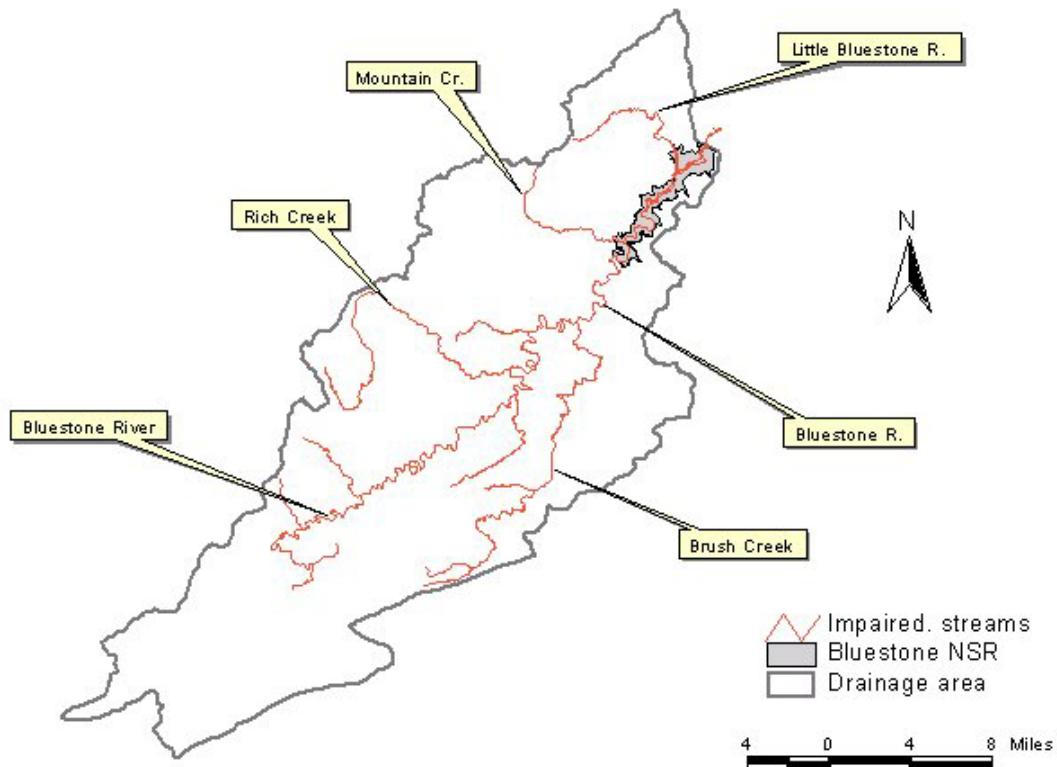 Little Bluestone R.
Mountain Cr.
Rich Creek
N
Bluestone River
Bluestone R.
Brush Creek
Impaired. streams
Bluestone NSR
Drainage area
4 0 4 8 Miles